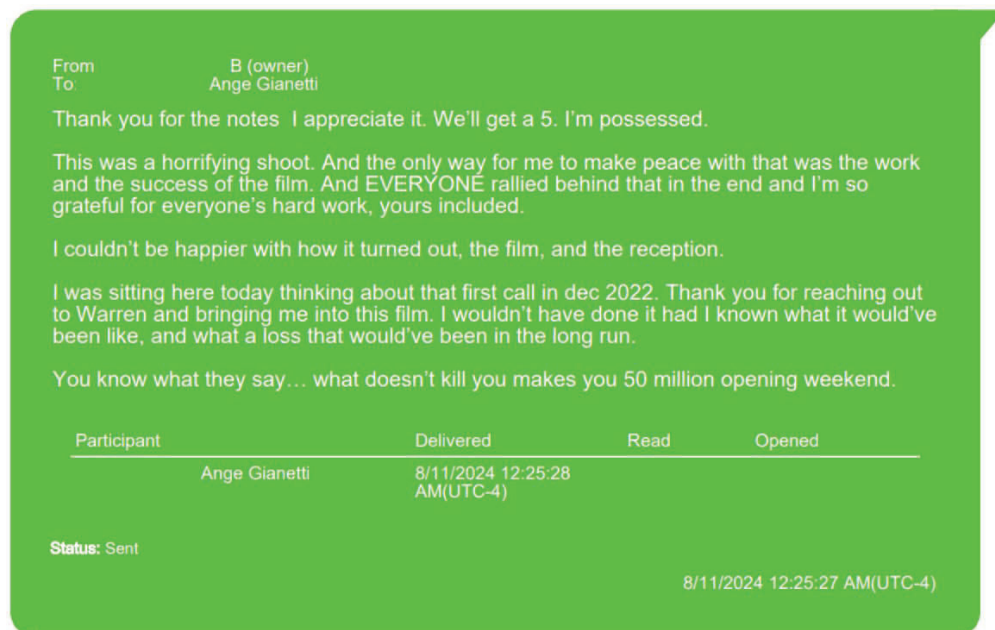 From B (owner)
To: Ange Gianetti
Thank you for the notes I appreciate it. We'll get a 5. I'm possessed.
This was a horrifying shoot. And the only way for me to make peace with that was the work
and the success of the film. And EVERYONE rallied behind that in the end and I'm so
grateful for everyone's hard work, yours included.
I couldn't be happier with how it turned out, the film, and the reception.
I was sitting here today thinking about that first call in dec 2022. Thank you for reaching out
to Warren and bringing me into this film. I wouldn't have done it had I known what it would've
been like, and what a loss that would've been in the long run.
You know what they say… what doesn't kill you makes you 50 million opening weekend.
Participant Delivered Read Opened
Ange Gianetti 8/11/2024 12:25:28
AM(UTC-4)
Status: Sent
8/11/2024 12:25:27 AM(UTC-4)